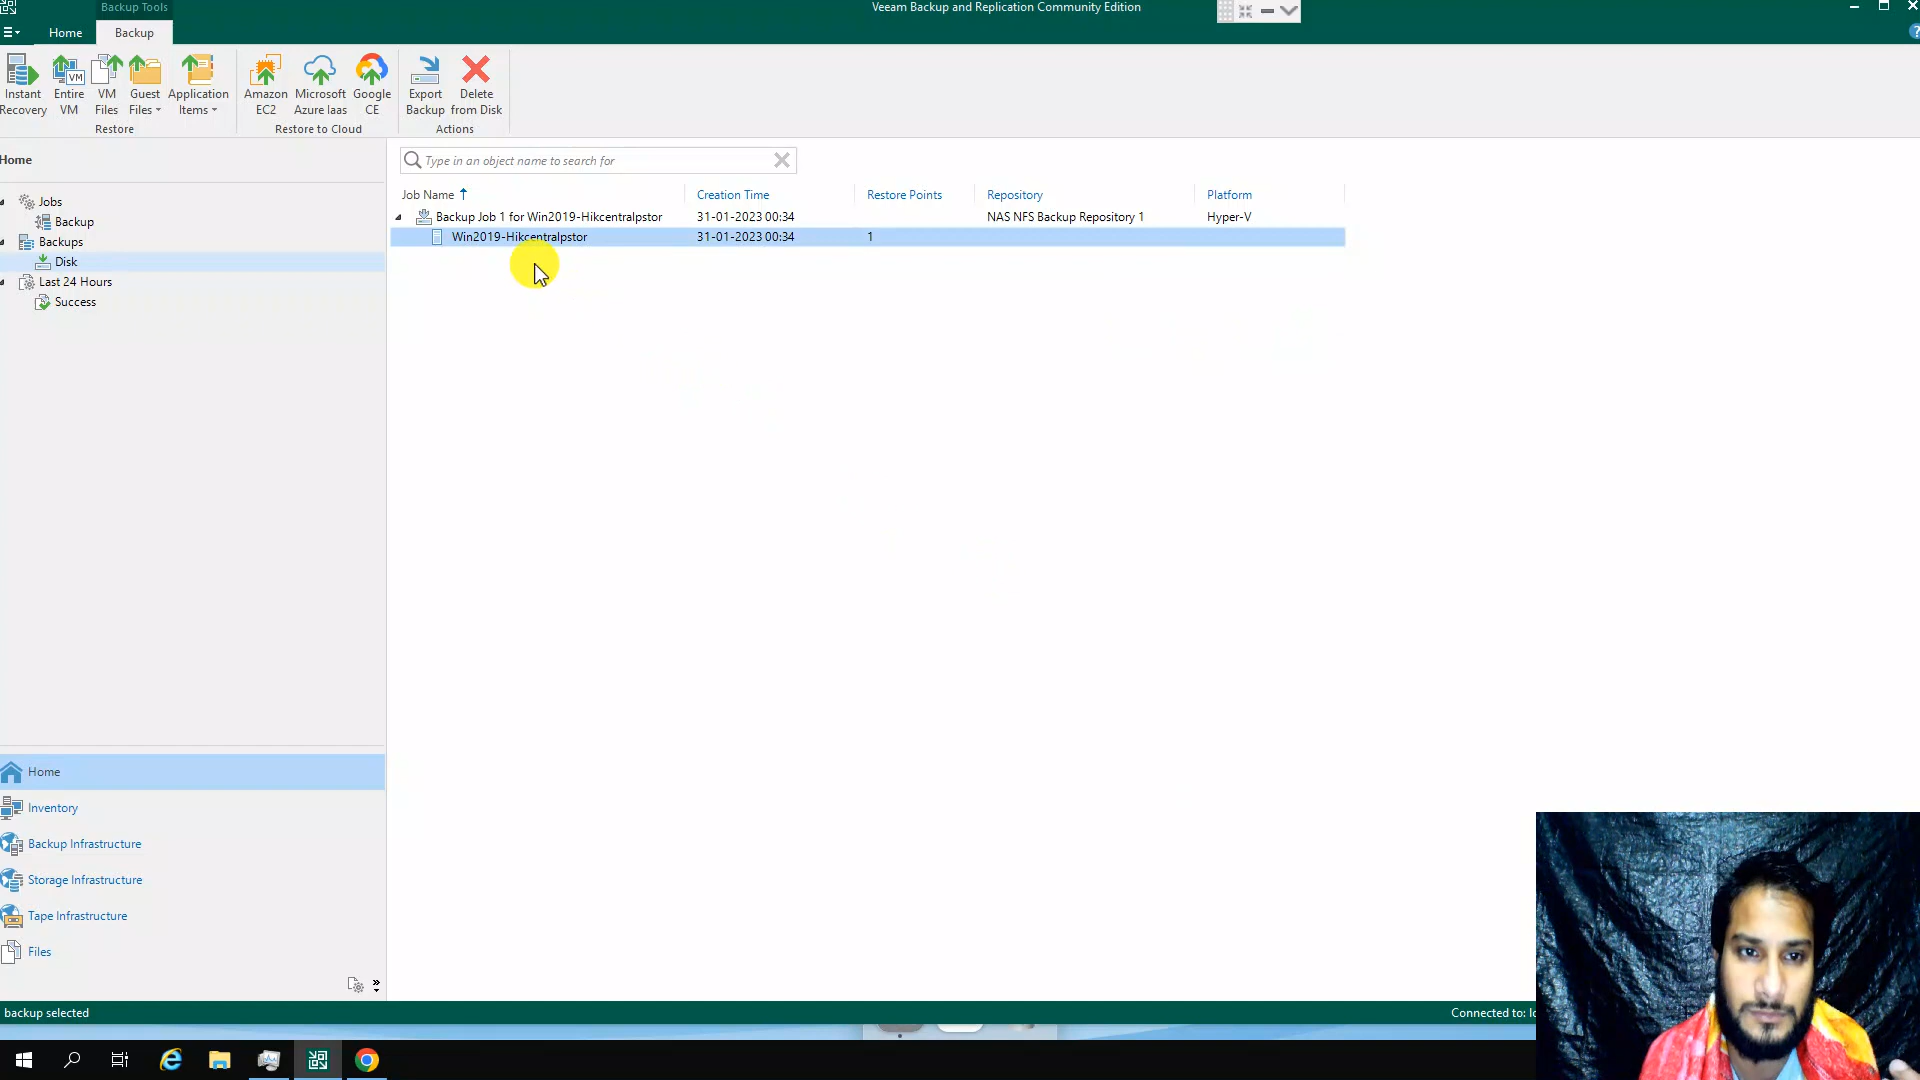 Backup Tools
Veeam Backup and Replication Community Edition
Home
Backup
Instant Recovery
Entire VM
VM Files
Guest Files
Application Items
Restore
Amazon EC2
Microsoft Azure Iaas
Google CE
Restore to Cloud
Export Backup
Delete from Disk
Actions
Home
Jobs
Backup
Backups
Disk
Last 24 Hours
Success
Type in an object name to search for
Job Name Creation Time Restore Points Repository Platform
Backup Job 1 for Win2019-Hikcentralpstor 31-01-2023 00:34 NAS NFS Backup Repository 1 Hyper-V
Win2019-Hikcentralpstor 31-01-2023 00:34 1
Home
Inventory
Backup Infrastructure
Storage Infrastructure
Tape Infrastructure
Files
backup selected
Connected to: